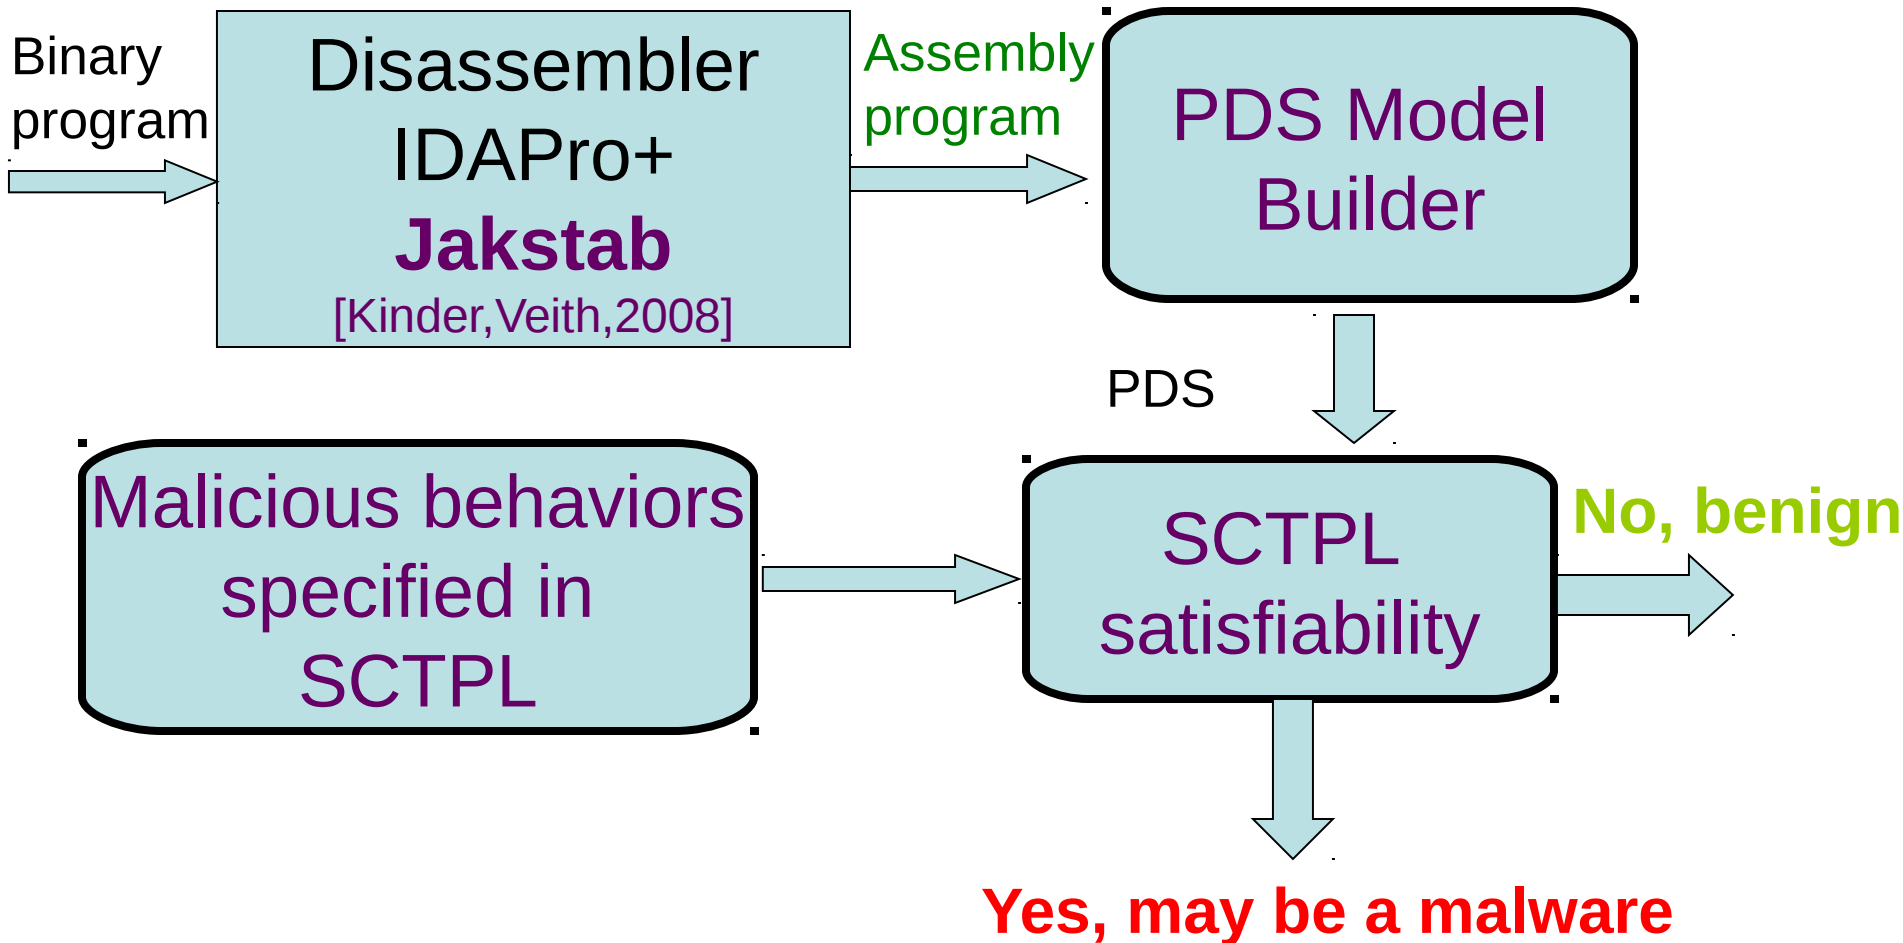 Binary
program
Disassembler
IDAPro+
Jakstab
[Kinder,Veith,2008]
Assembly
program
PDS Model
Builder
PDS
Malicious behaviors
specified in
SCTPL
SCTPL
satisfiability
No, benign
Yes, may be a malware